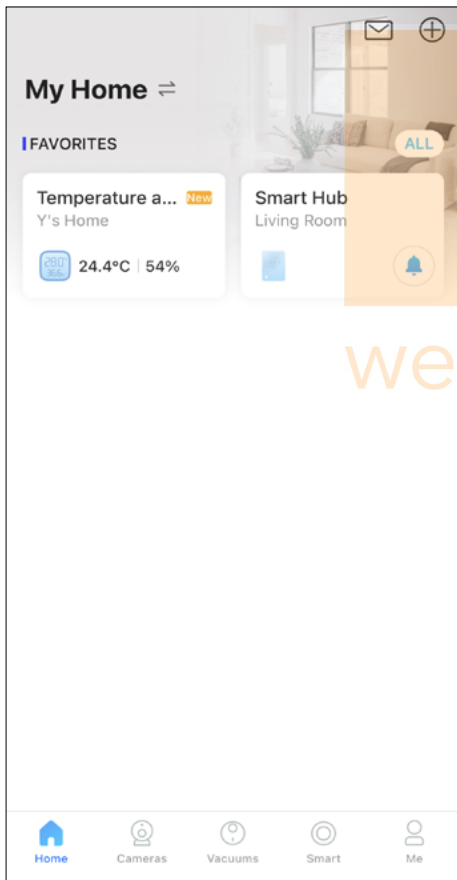 My Home
FAVORITES
ALL
Temperature a... New
Y's Home
24.4°C 54%
Smart Hub
Living Room
we
Home
Cameras
Vacuums
Smart
Me